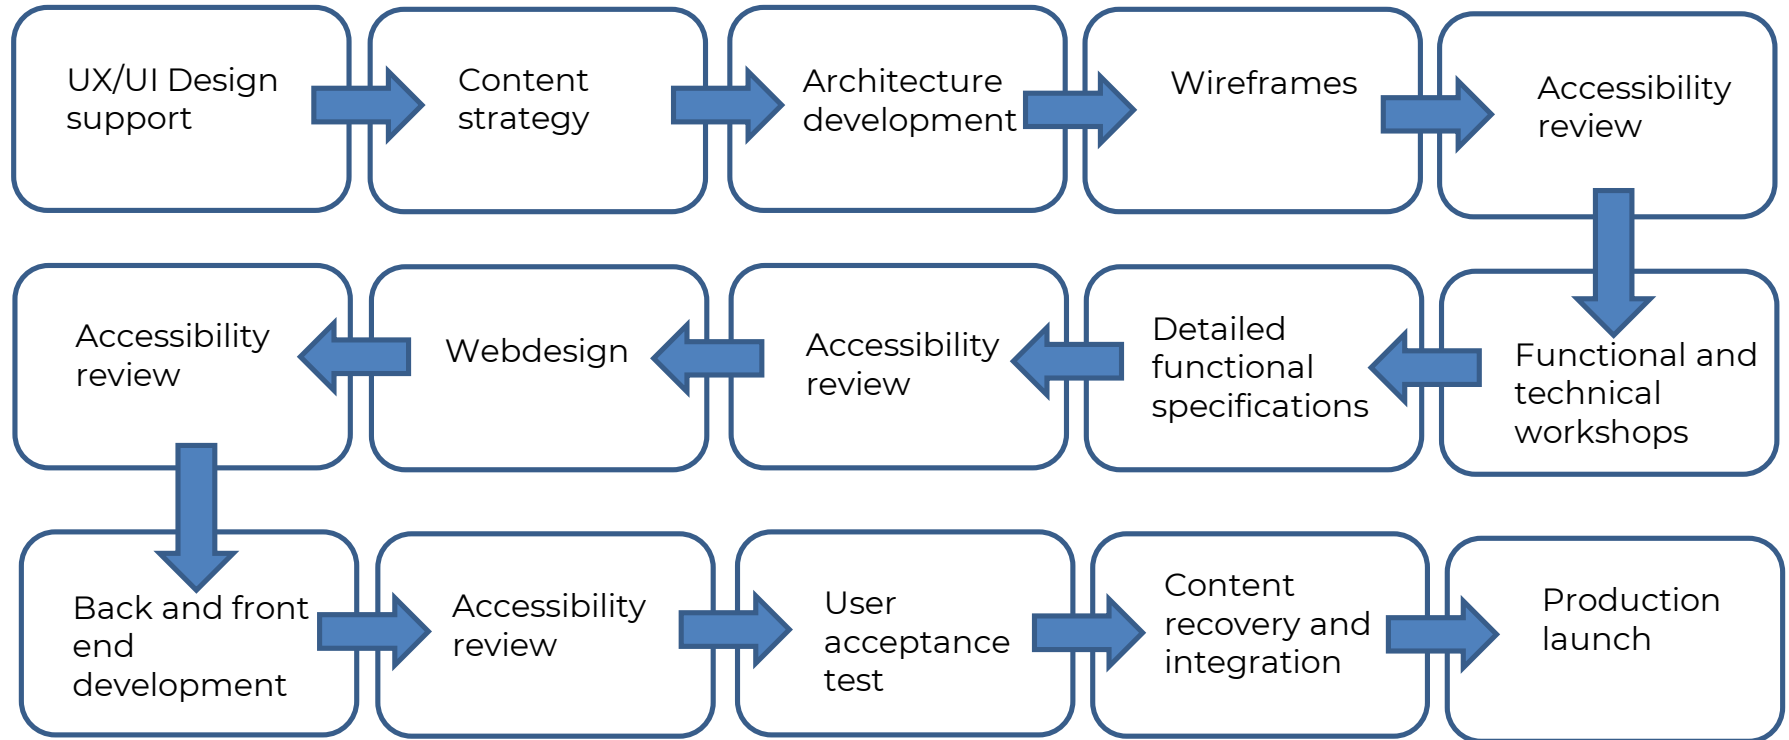 UX/UI Design
support
Content
strategy
Architecture
development
Wireframes
Accessibility
review
Functional and
technical
workshops
Detailed
functional
specifications
Accessibility
review
Webdesign
Accessibility
review
Back and front
end
development
Accessibility
review
User
acceptance
test
Content
recovery and
integration
Production
launch